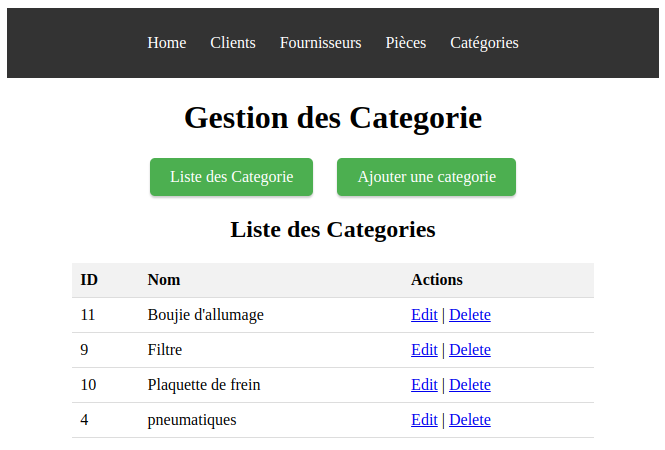 Home Clients Fournisseurs Pièces Catégories
Gestion des Categorie
Liste des Categorie Ajouter une categorie
Liste des Categories
ID Nom Actions
11 Boujie d'allumage Edit | Delete
9 Filtre Edit | Delete
10 Plaquette de frein Edit | Delete
4 pneumatiques Edit | Delete